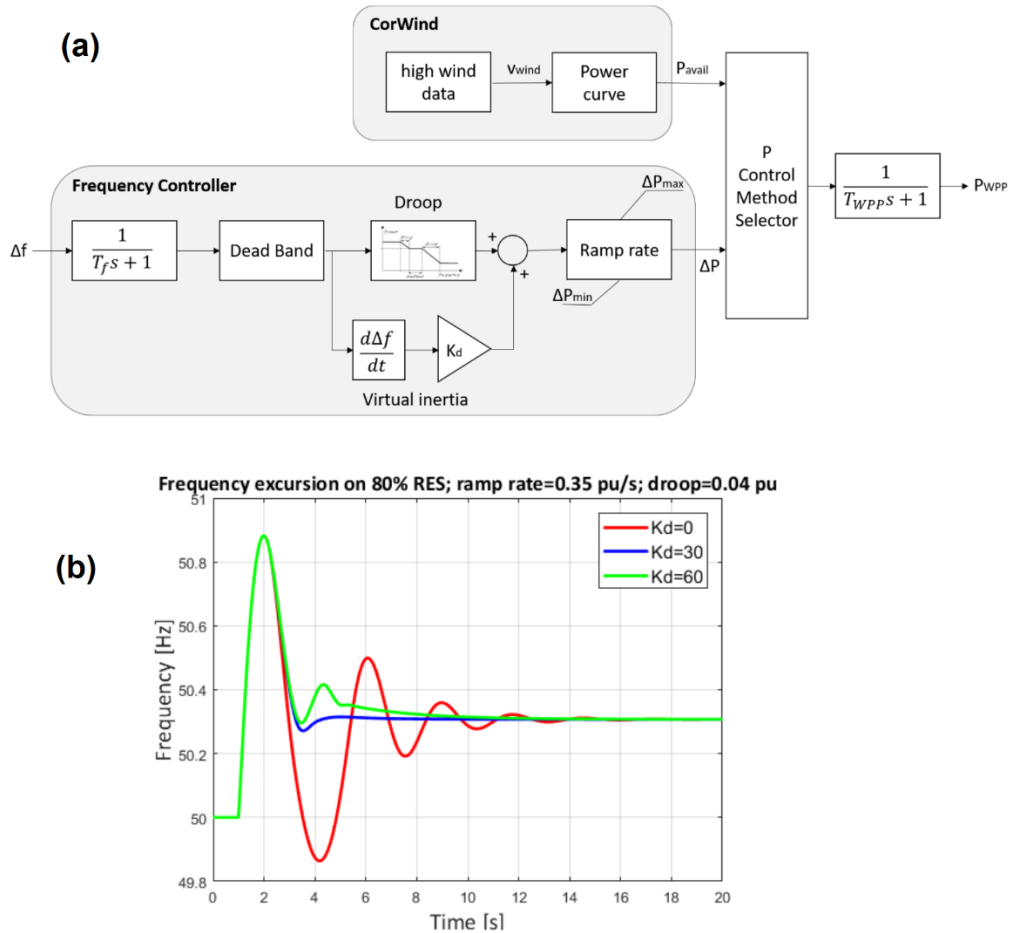 (a)
CorWind
high wind
data
vwind
Power
curve
Pavail
P
Control
Method
Selector
1
TWPPs + 1
PWPP
Frequency Controller
Δf
1
Tfs + 1
Dead Band
Droop
+
+
ΔPmax
Ramp rate
ΔPmin
ΔP
dΔf
dt
Kd
Virtual inertia
(b)
Frequency excursion on 80% RES; ramp rate=0.35 pu/s; droop=0.04 pu
Kd=0
Kd=30
Kd=60
Frequency [Hz]
51
50.8
50.6
50.4
50.2
50
49.8
0 2 4 6 8 10 12 14 16 18 20
Time [s]